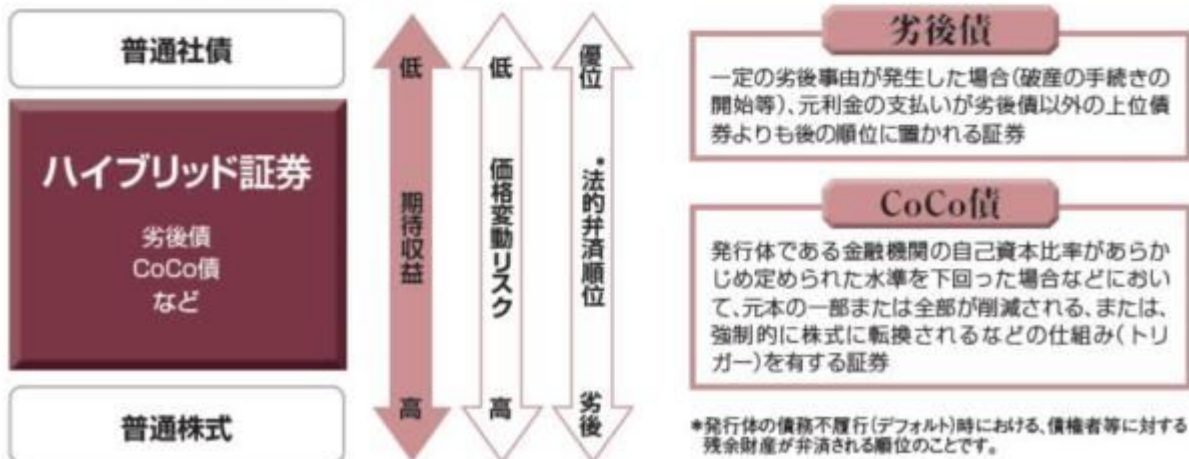 普通社債
ハイブリッド証券
劣後債
CoCo債
など
普通株式
低
期待収益
高
低
価格変動リスク
高
優位
*法的弁済順位
劣後
劣後債
一定の劣後事由が発生した場合(破産の手続きの
開始等)、元利金の支払いが劣後債以外の上位債
券よりも後の順位に置かれる証券
CoCo債
発行体である金融機関の自己資本比率があらか
じめ定められた水準を下回った場合などにおい
て、元本の一部または全部が削減される、または、
強制的に株式に転換されるなどの仕組み(トリ
ガー)を有する証券
*発行体の債務不履行(デフォルト)時における、債権者等に対する
残余財産が弁済される順位のことです。